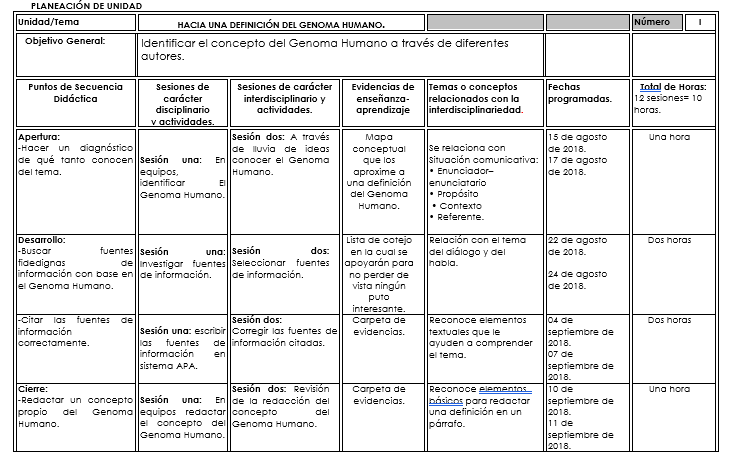 PLANEACIÓN DE UNIDAD
Unidad/Tema
HACIA UNA DEFINICIÓN DEL GENOMA HUMANO.
Número
I
Objetivo General:
Identificar el concepto del Genoma Humano a través de diferentes
autores.
Puntos de Secuencia
Didáctica
Sesiones de
carácter
disciplinario
y actividades.
Sesiones de carácter
interdisciplinario y
actividades.
Evidencias de
enseñanza-
aprendizaje
Temas o conceptos
relacionados con la
interdisciplinariedad.
Fechas
programadas.
Total de Horas:
12 sesiones= 10
horas.
Apertura:
-Hacer un diagnóstico
de qué tanto conocen
del tema.
Sesión una: En
equipos,
identificar El
Genoma Humano.
Sesión dos: A través
de lluvia de ideas
conocer el Genoma
Humano.
Mapa
conceptual
que los
aproxime a
una definición
del Genoma
Humano.
Se relaciona con
Situación comunicativa:
• Enunciador–
enunciatario
• Propósito
• Contexto
• Referente.
15 de agosto
de 2018.
17 de agosto
de 2018.
Una hora
Desarrollo:
-Buscar fuentes
fidedignas de
información con base en
el Genoma Humano.
Sesión una:
Investigar fuentes
de información.
Sesión dos:
Seleccionar fuentes
de información.
Lista de cotejo
en la cual se
apoyarán para
no perder de
vista ningún
puto
interesante.
Relación con el tema
del diálogo y del
habla.
22 de agosto
de 2018.
24 de agosto
de 2018.
Dos horas
-Citar las fuentes de
información
correctamente.
Sesión una: escribir
las fuentes de
información en
sistema APA.
Sesión dos:
Corregir las fuentes de
información citadas.
Carpeta de
evidencias.
Reconoce elementos
textuales que le
ayuden a comprender
el tema.
04 de
septiembre de
2018.
07 de
septiembre de
2018.
Dos horas
Cierre:
-Redactar un concepto
propio del Genoma
Humano.
Sesión una: En
equipos redactar
el concepto del
Genoma Humano.
Sesión dos: Revisión
de la redacción del
concepto del
Genoma Humano.
Carpeta de
evidencias.
Reconoce elementos
básicos para redactar
una definición en un
párrafo.
10 de
septiembre de
2018.
11 de
septiembre de
2018.
Una hora